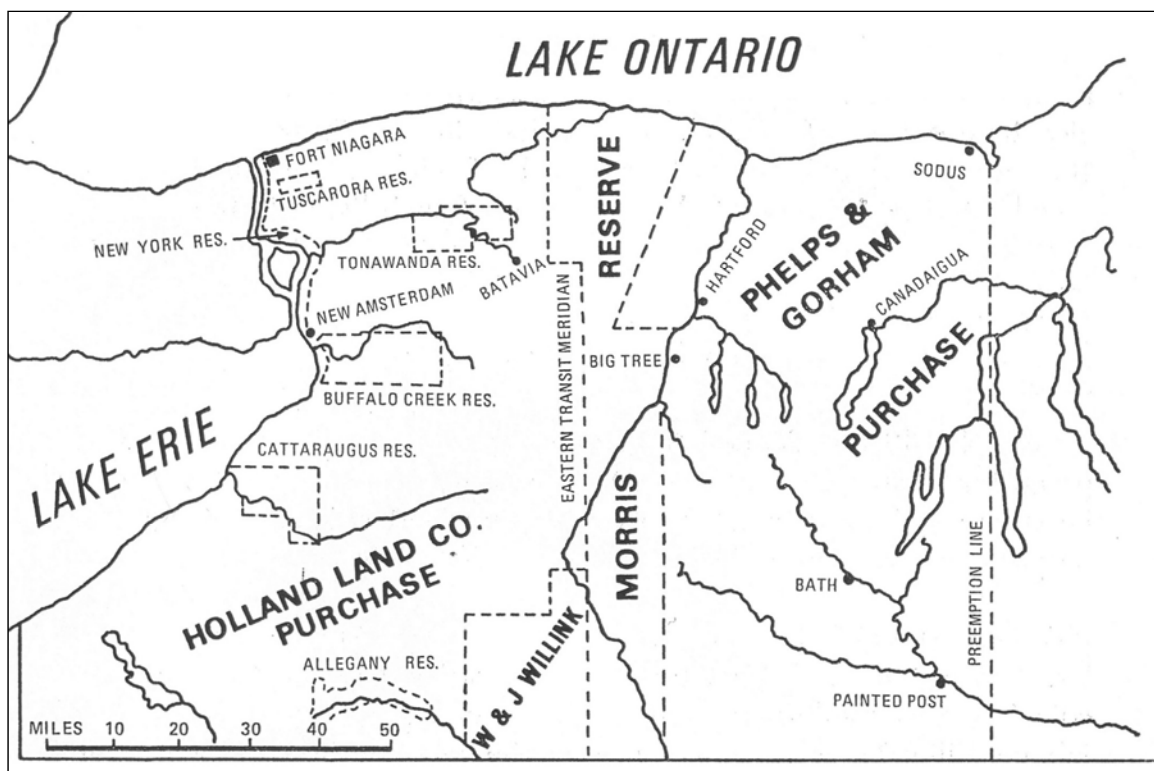 LAKE ONTARIO
FORT NIAGARA
TUSCARORA RES.
NEW YORK RES.
TONAWANDA RES.
BATAVIA
NEW AMSTERDAM
BUFFALO CREEK RES.
LAKE ERIE
CATTARAUGUS RES.
HOLLAND LAND CO.
PURCHASE
ALLEGANY RES.
W & J WILLINK
EASTERN TRANSIT MERIDIAN
MORRIS
RESERVE
BIG TREE
HARTFORD
PHELPS &
GORHAM
PURCHASE
CANADAIGUA
SODUS
BATH
PAINTED POST
PREEMPTION LINE
MILES 10 20 30 40 50